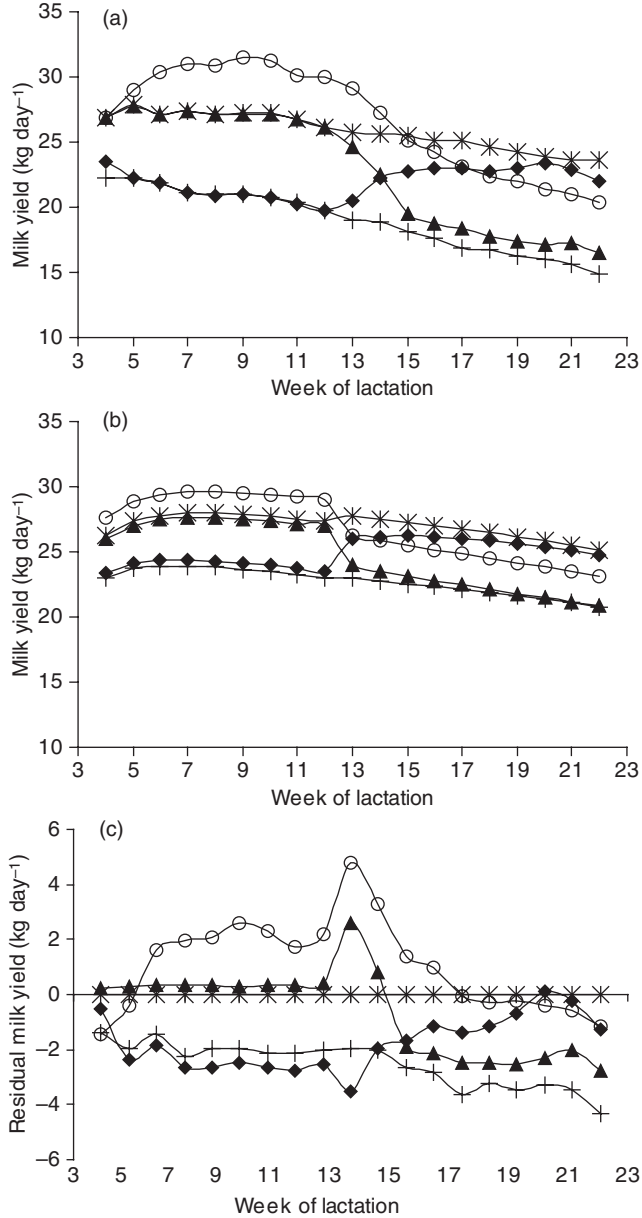 (a)
35
30
25
20
15
10
Milk yield (kg day⁻¹)
3 5 7 9 11 13 15 17 19 21 23
Week of lactation
(b)
35
30
25
20
15
10
Milk yield (kg day⁻¹)
3 5 7 9 11 13 15 17 19 21 23
Week of lactation
(c)
6
4
2
0
–2
–4
–6
Residual milk yield (kg day⁻¹)
3 5 7 9 11 13 15 17 19 21 23
Week of lactation